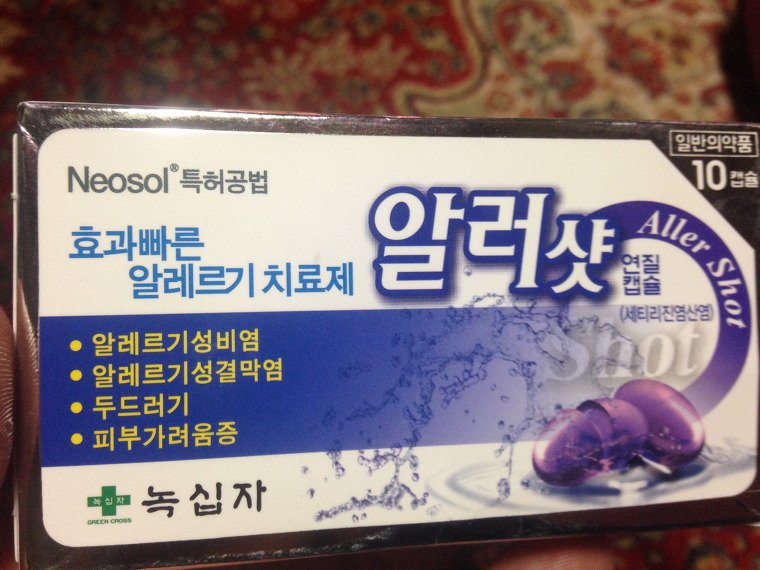 일반의약품
10캡슐
Neosol® 특허공법
효과빠른
알레르기 치료제
알러샷
연질
캡슐
(세티리진염산염)
Aller Shot
Shot
• 알레르기성비염
• 알레르기성결막염
• 두드러기
• 피부가려움증
녹십자
GREEN CROSS
녹십자